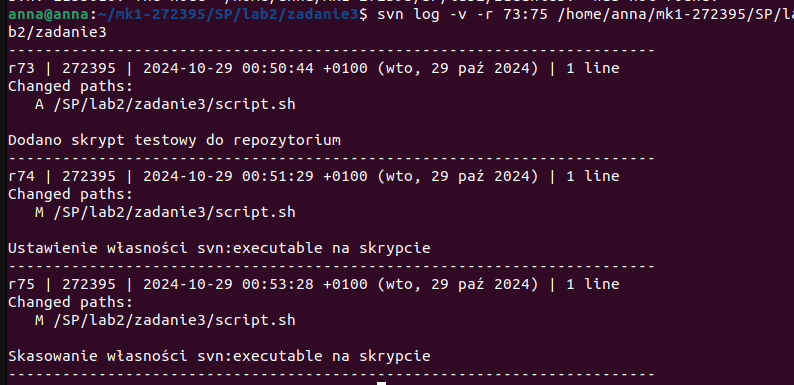 anna@anna:~/mk1-272395/SP/lab2/zadanie3$ svn log -v -r 73:75 /home/anna/mk1-272395/SP/la
b2/zadanie3
------------------------------------------------------------------------
r73 | 272395 | 2024-10-29 00:50:44 +0100 (wto, 29 paź 2024) | 1 line
Changed paths:
   A /SP/lab2/zadanie3/script.sh

Dodano skrypt testowy do repozytorium
------------------------------------------------------------------------
r74 | 272395 | 2024-10-29 00:51:29 +0100 (wto, 29 paź 2024) | 1 line
Changed paths:
   M /SP/lab2/zadanie3/script.sh

Ustawienie własności svn:executable na skrypcie
------------------------------------------------------------------------
r75 | 272395 | 2024-10-29 00:53:28 +0100 (wto, 29 paź 2024) | 1 line
Changed paths:
   M /SP/lab2/zadanie3/script.sh

Skasowanie własności svn:executable na skrypcie
------------------------------------------------------------------------